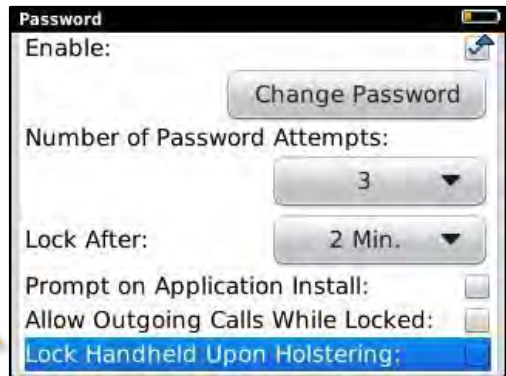 Password
Enable:
Change Password
Number of Password Attempts:
3
Lock After: 2 Min.
Prompt on Application Install:
Allow Outgoing Calls While Locked:
Lock Handheld Upon Holstering: